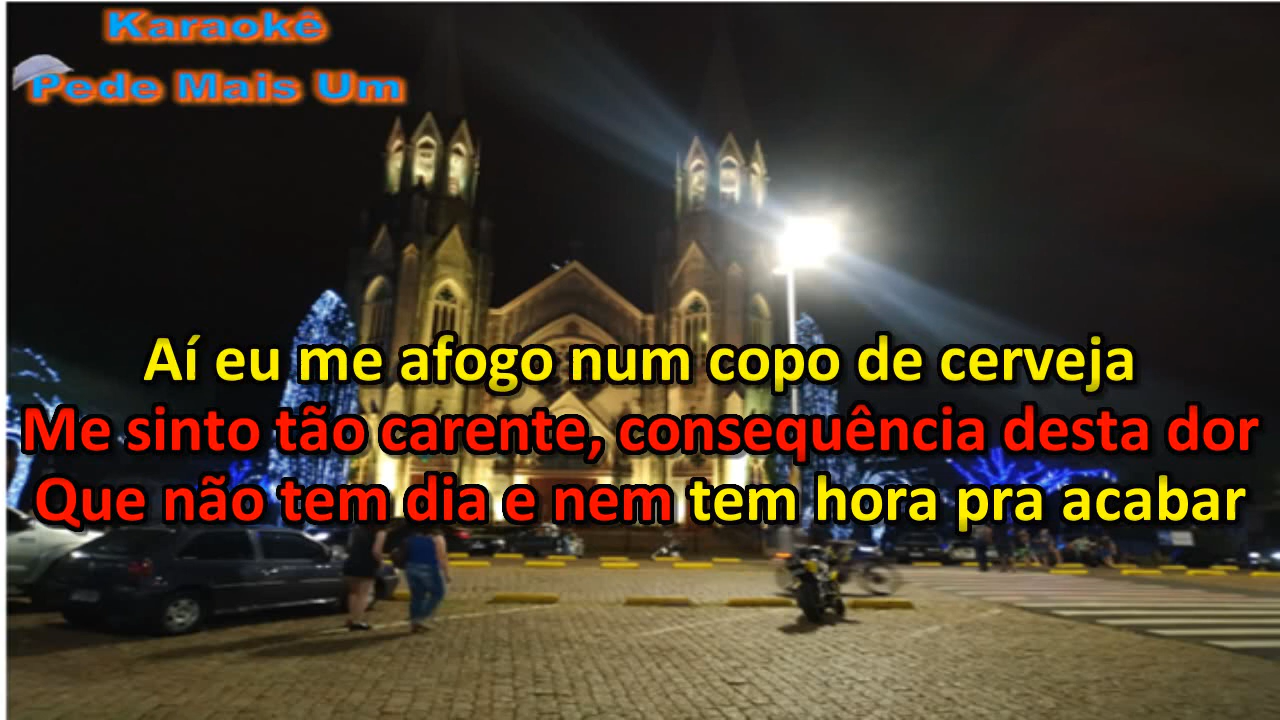 Karaokê
Pede Mais Um
Aí eu me afogo num copo de cerveja
Me sinto tão carente, consequência desta dor
Que não tem dia e nem tem hora pra acabar